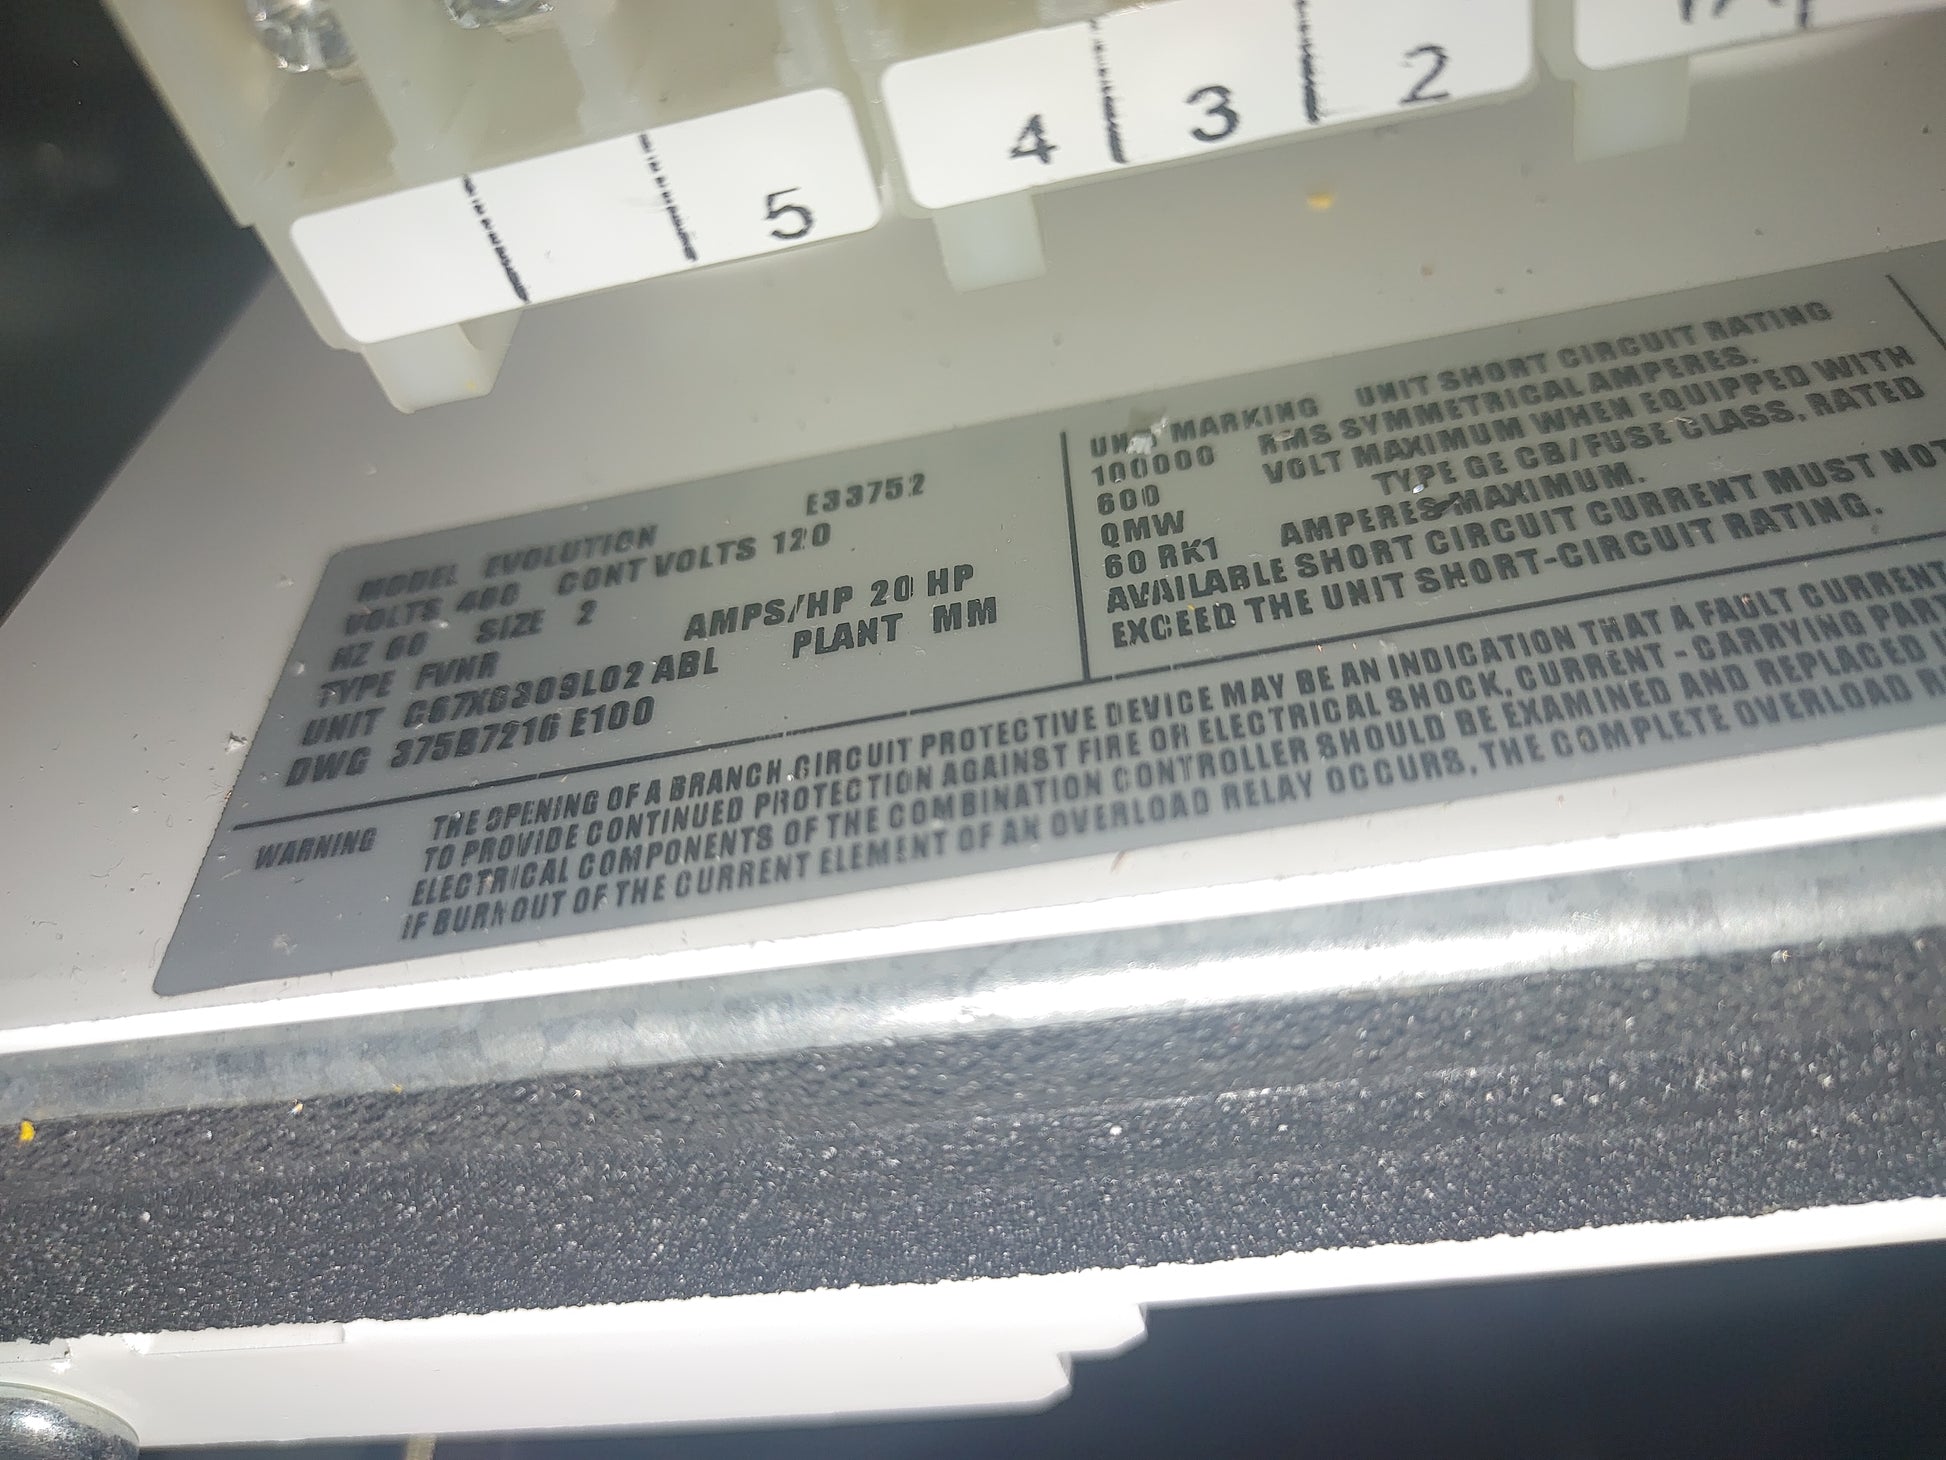 5
4 3 2
MODEL EVOLUTION E33752
VOLTS 480 CONT VOLTS 120
HZ 60 SIZE 2 AMPS/HP 20 HP
TYPE FVNR PLANT MM
UNIT ABL
DWG 375B7216 E100
UNIT MARKING UNIT SHORT CIRCUIT RATING
100000 RMS SYMMETRICAL AMPERES.
600 VOLT MAXIMUM WHEN EQUIPPED WITH
QMW TYPE GE CB/FUSE CLASS, RATED
60 RK1 AMPERES MAXIMUM.
AVAILABLE SHORT CIRCUIT CURRENT MUST NOT
EXCEED THE UNIT SHORT-CIRCUIT RATING.
WARNING THE OPENING OF A BRANCH CIRCUIT PROTECTIVE DEVICE MAY BE AN INDICATION THAT A FAULT CURRENT
TO PROVIDE CONTINUED PROTECTION AGAINST FIRE OR ELECTRICAL SHOCK, CURRENT - CARRYING
ELECTRICAL COMPONENTS OF THE COMBINATION CONTROLLER SHOULD BE EXAMINED AND REPLACED
IF BURNOUT OF THE CURRENT ELEMENT OF AN OVERLOAD RELAY OCCURS, THE COMPLETE OVERLOAD